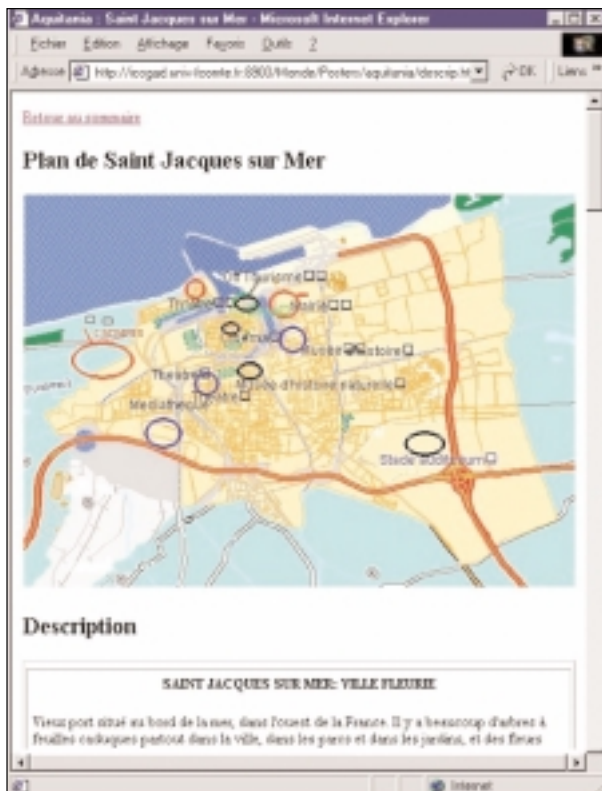 Aquitania : Saint Jacques sur Mer - Microsoft Internet Explorer
Fichier Edition Affichage Favoris Outils ?
Adresse OK Liens »
Retour au sommaire
Plan de Saint Jacques sur Mer
Tourisme
Théâtre Mairie
Musée histoire
Théâtre Musée d'histoire naturelle
Médiathèque
Stade auditorium
Description
SAINT JACQUES SUR MER: VILLE FLEURIE
Vieux port situé au bord de la mer, dans l'ouest de la France. Il y a beaucoup d'arbres à
feuilles caduques partout dans la ville, dans les parcs et dans les jardins, et des fleurs
Internet